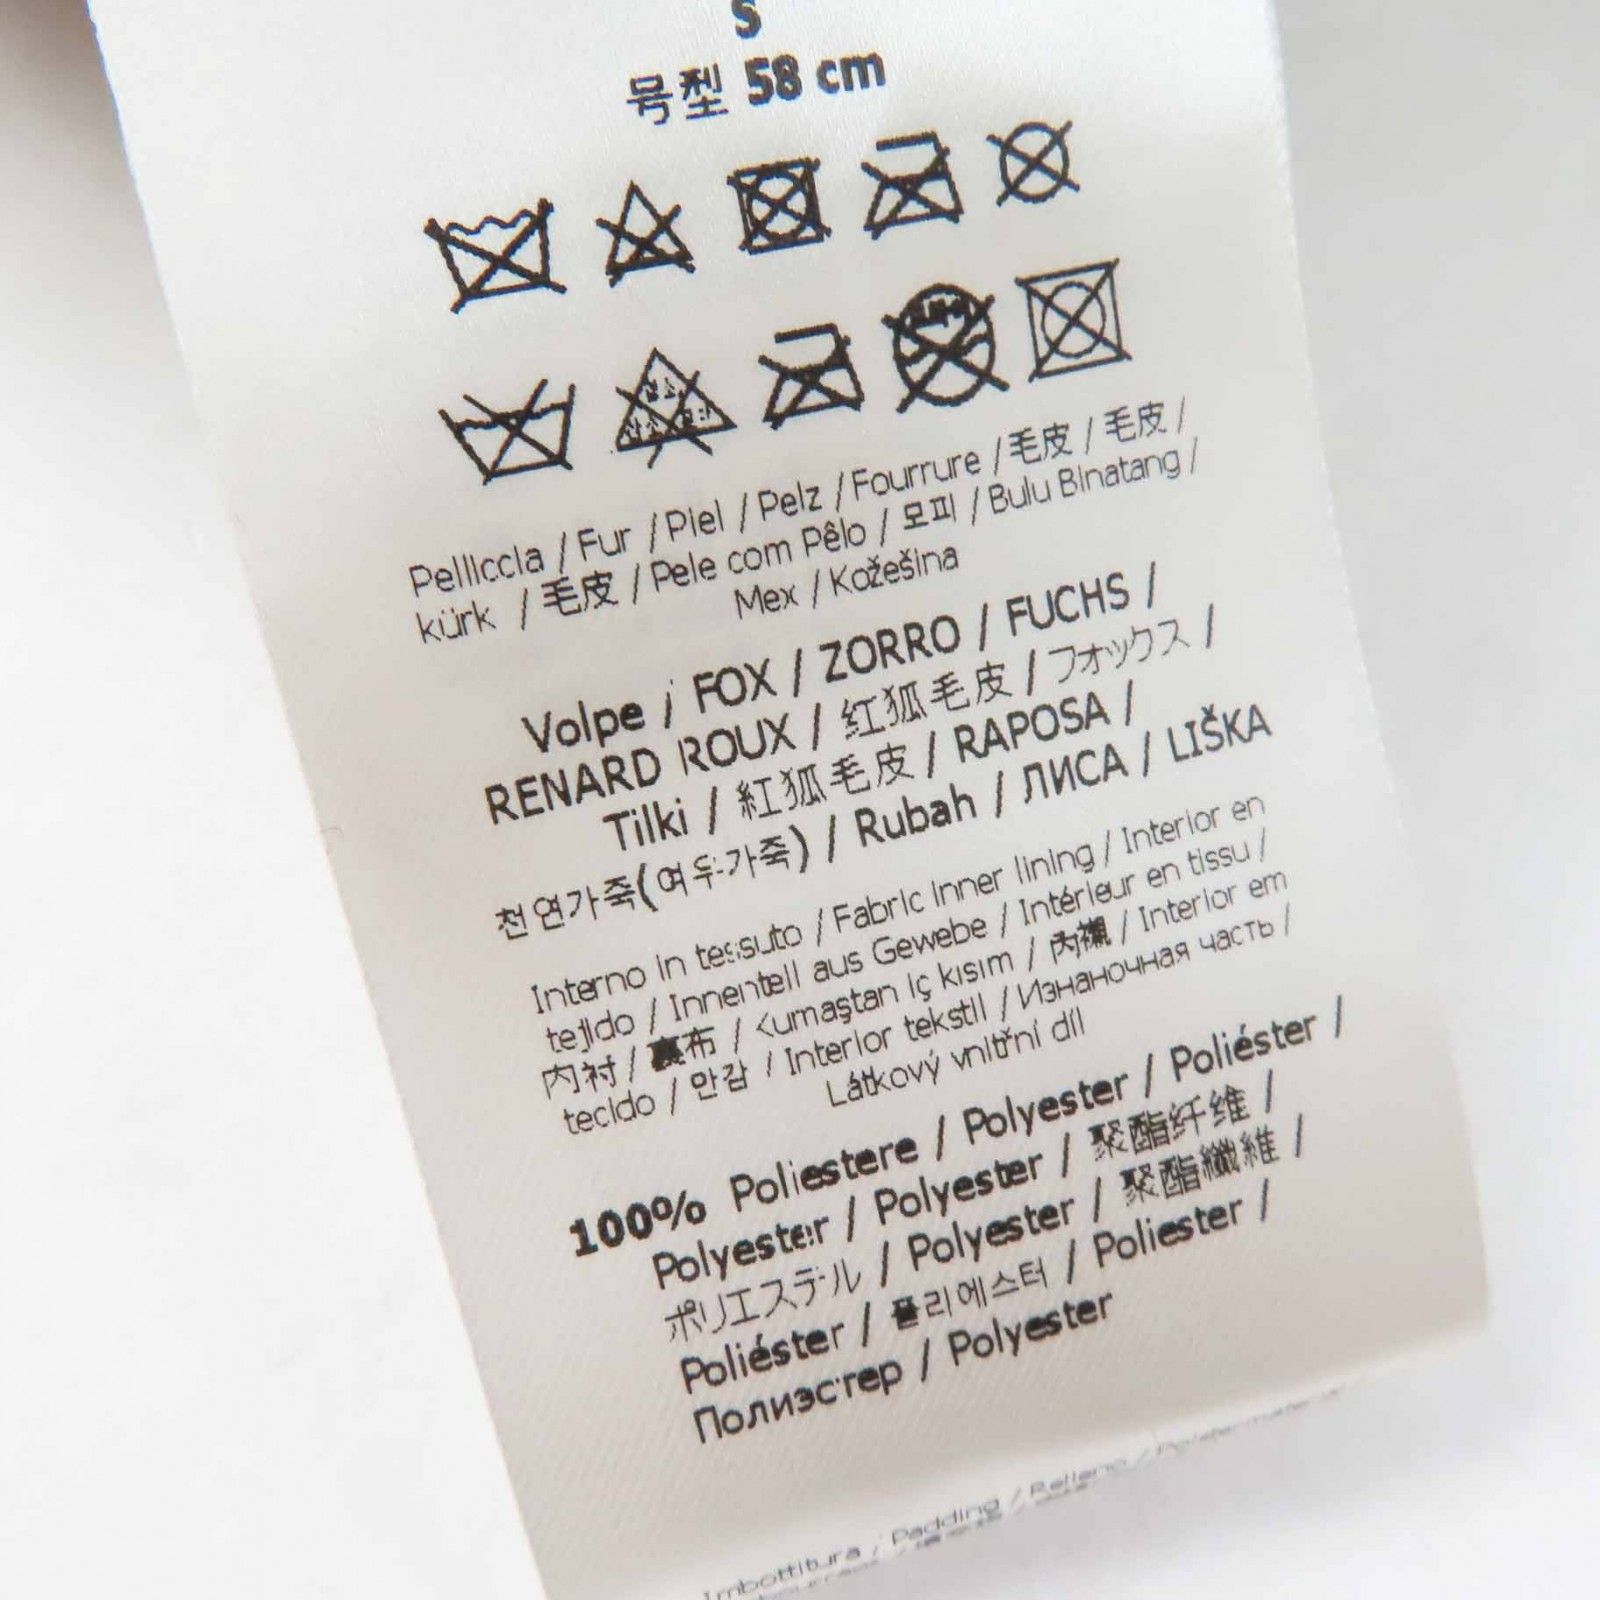 S
号型 58 cm
Pelliccia / Fur / Piel / Pelz / Fourrure / 毛皮 / 毛皮 /
kürk / 毛皮 / Pele com Pêlo / 모피 / Bulu Binatang /
Mex / Kožešina
Volpe / FOX / ZORRO / FUCHS /
RENARD ROUX / 红狐毛皮 / フォックス /
Tilki / 紅狐毛皮 / RAPOSA /
천연가죽(여우가죽) / Rubah / ЛИСА / LIŠKA
Interno in tessuto / Fabric inner lining / Interior en
tejido / Innenteil aus Gewebe / Intérieur en tissu /
内衬 / 裏布 / Kumaştan iç kısım / 內襯 / Interior em
tecido / 안감 / Interior tekstil / Изнаночная часть /
Látkový vnitřní díl
100% Poliestere / Polyester / Poliéster /
Polyester / Polyester / 聚酯纤维 /
ポリエステル / Polyester / 聚酯纖維 /
Poliéster / 폴리에스터 / Poliester /
Полиэстер / Polyester
Imbottitura / Padding / Relleno /